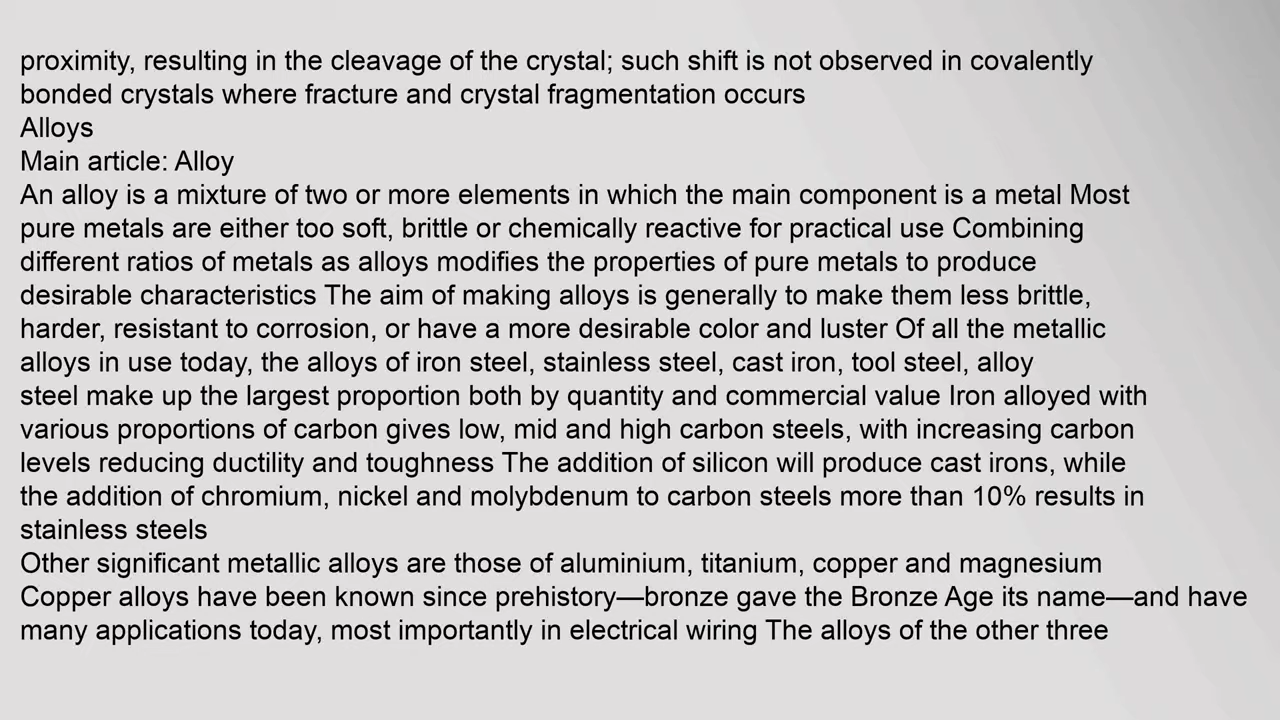 proximity, resulting in the cleavage of the crystal; such shift is not observed in covalently
bonded crystals where fracture and crystal fragmentation occurs
Alloys
Main article: Alloy
An alloy is a mixture of two or more elements in which the main component is a metal Most
pure metals are either too soft, brittle or chemically reactive for practical use Combining
different ratios of metals as alloys modifies the properties of pure metals to produce
desirable characteristics The aim of making alloys is generally to make them less brittle,
harder, resistant to corrosion, or have a more desirable color and luster Of all the metallic
alloys in use today, the alloys of iron steel, stainless steel, cast iron, tool steel, alloy
steel make up the largest proportion both by quantity and commercial value Iron alloyed with
various proportions of carbon gives low, mid and high carbon steels, with increasing carbon
levels reducing ductility and toughness The addition of silicon will produce cast irons, while
the addition of chromium, nickel and molybdenum to carbon steels more than 10% results in
stainless steels
Other significant metallic alloys are those of aluminium, titanium, copper and magnesium
Copper alloys have been known since prehistory—bronze gave the Bronze Age its name—and have
many applications today, most importantly in electrical wiring The alloys of the other three